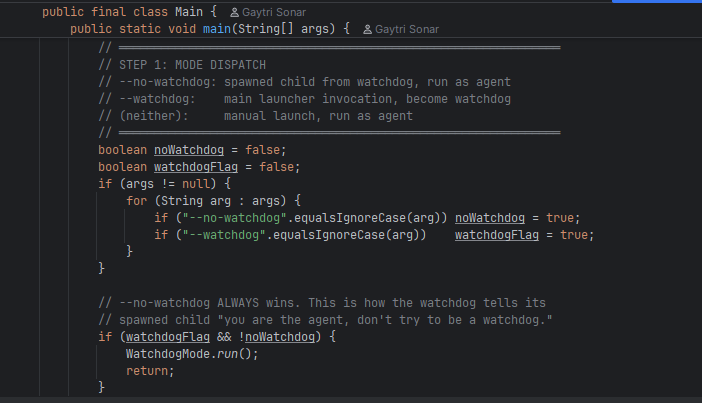 public final class Main { Gaytri Sonar
public static void main(String[] args) { Gaytri Sonar
// ═══════════════════════════════════════════════════════════════
// STEP 1: MODE DISPATCH
// --no-watchdog: spawned child from watchdog, run as agent
// --watchdog:    main launcher invocation, become watchdog
// (neither):     manual launch, run as agent
// ═══════════════════════════════════════════════════════════════
boolean noWatchdog = false;
boolean watchdogFlag = false;
if (args != null) {
for (String arg : args) {
if ("--no-watchdog".equalsIgnoreCase(arg)) noWatchdog = true;
if ("--watchdog".equalsIgnoreCase(arg))    watchdogFlag = true;
}
}
// --no-watchdog ALWAYS wins. This is how the watchdog tells its
// spawned child "you are the agent, don't try to be a watchdog."
if (watchdogFlag && !noWatchdog) {
WatchdogMode.run();
return;
}